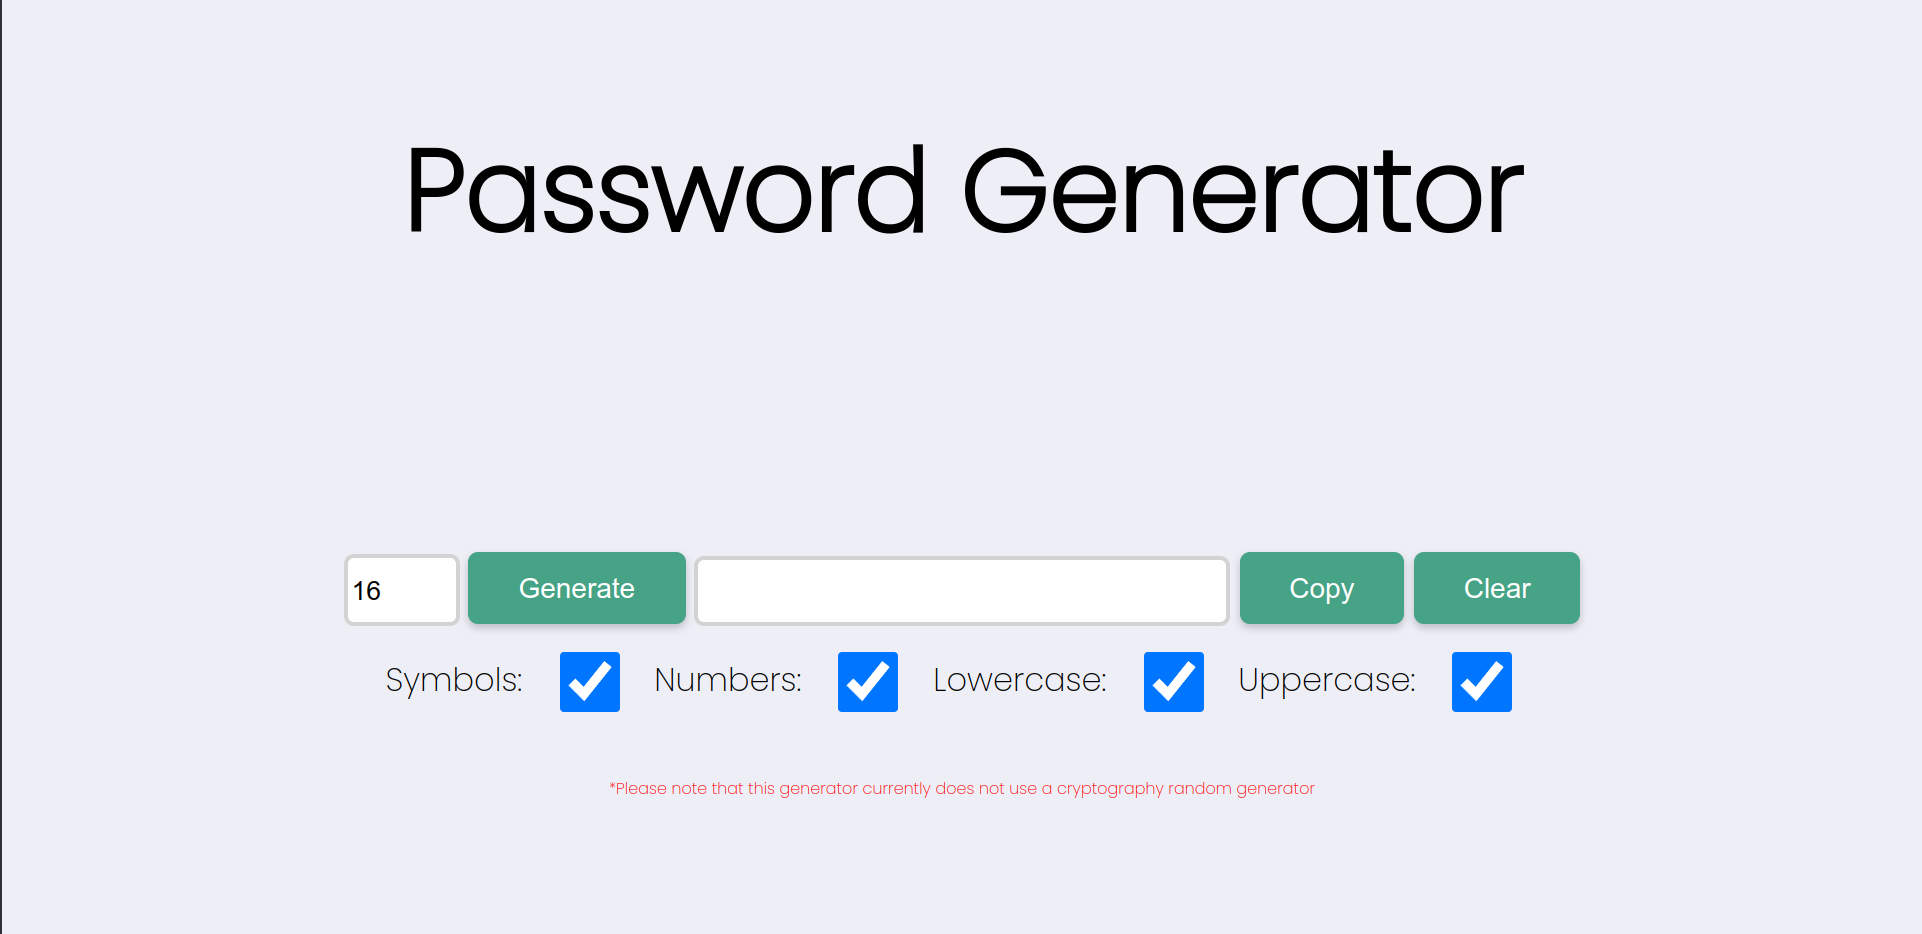 Password Generator
16 Generate Copy Clear
Symbols: Numbers: Lowercase: Uppercase:
*Please note that this generator currently does not use a cryptography random generator